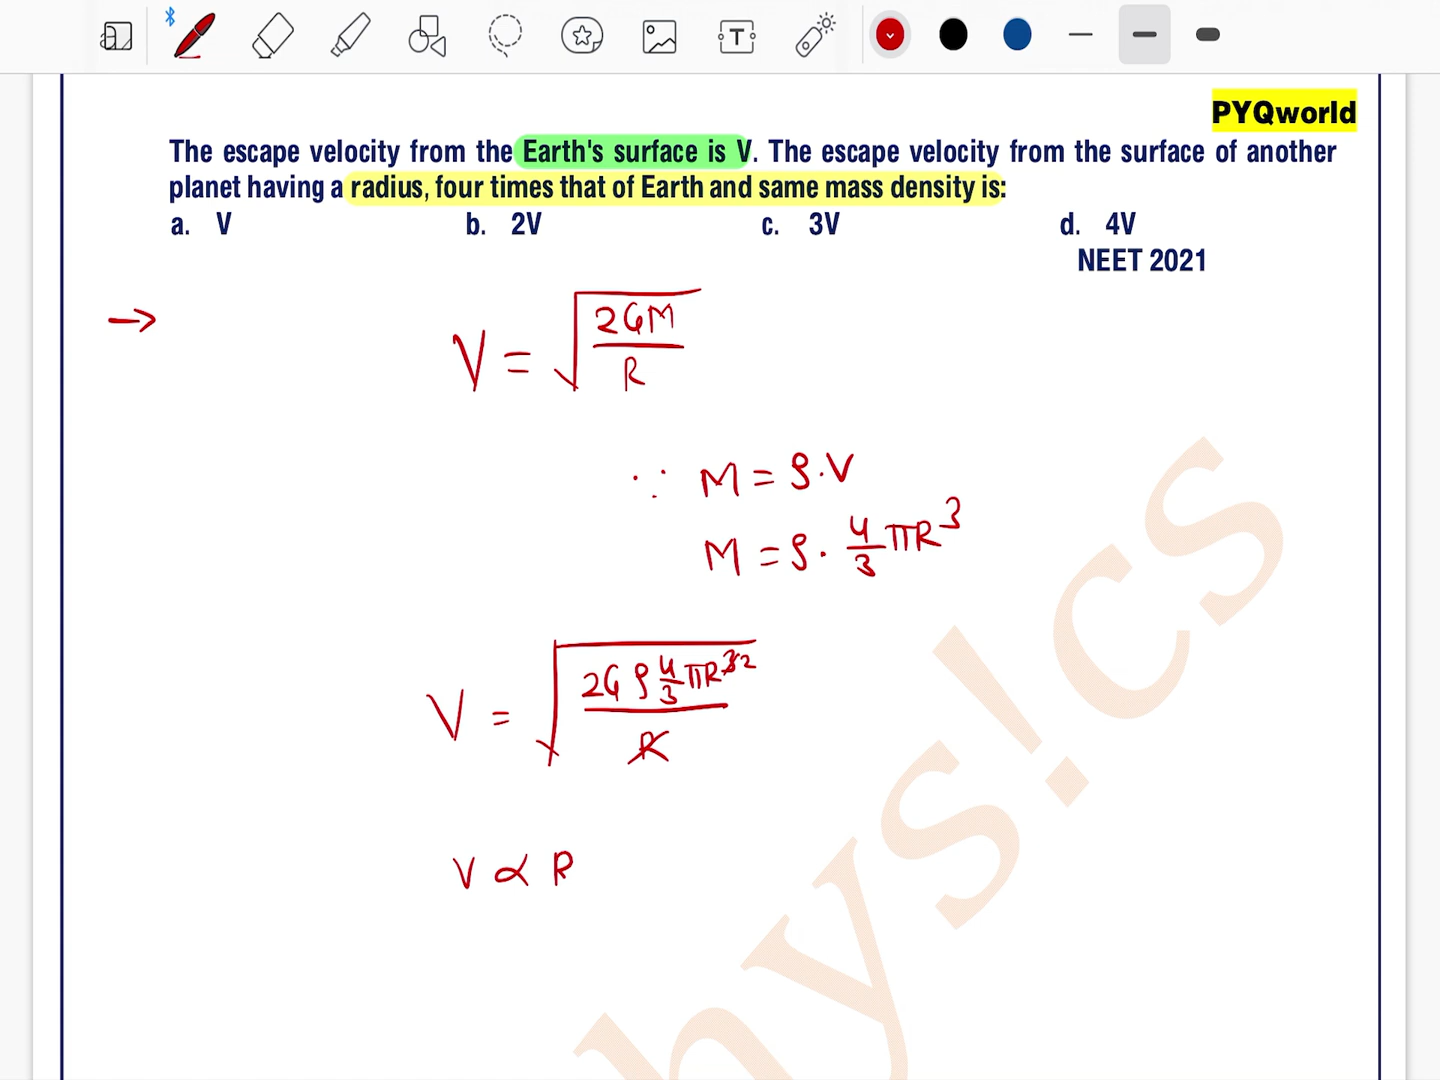 T
PYQworld
The escape velocity from the Earth's surface is V. The escape velocity from the surface of another
planet having a radius, four times that of Earth and same mass density is:
a. V b. 2V c. 3V d. 4V
NEET 2021
→ V = √(2GM/R)
∵ M = ρ·V
M = ρ · 4/3 πR³
V = √(2Gρ 4/3 πR³²/R)
V ∝ R
hys!cs